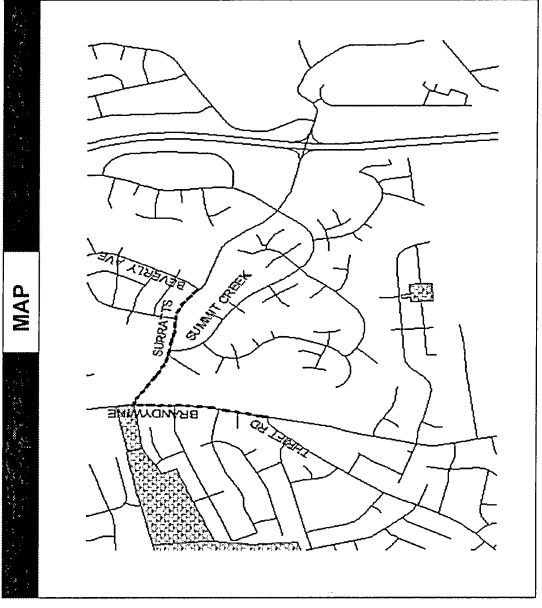 MAP
BEVERLY AVE
SURRATTS
SUMMIT CREEK
BRANDYWINE
THRIFT RD